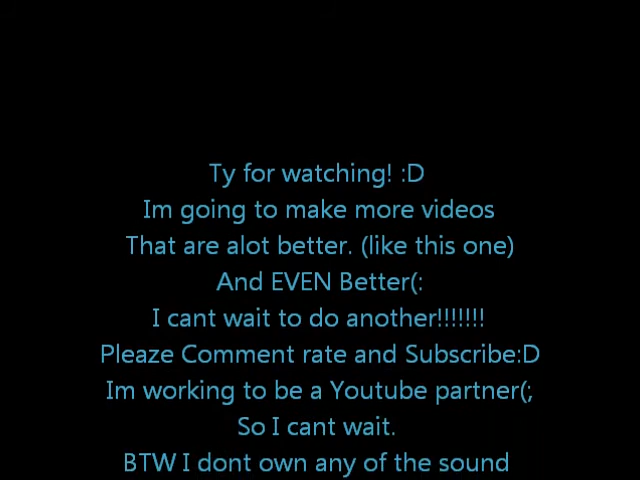 Ty for watching! :D
Im going to make more videos
That are alot better. (like this one)
And EVEN Better(:
I cant wait to do another!!!!!!!
Pleaze Comment rate and Subscribe:D
Im working to be a Youtube partner(;
So I cant wait.
BTW I dont own any of the sound